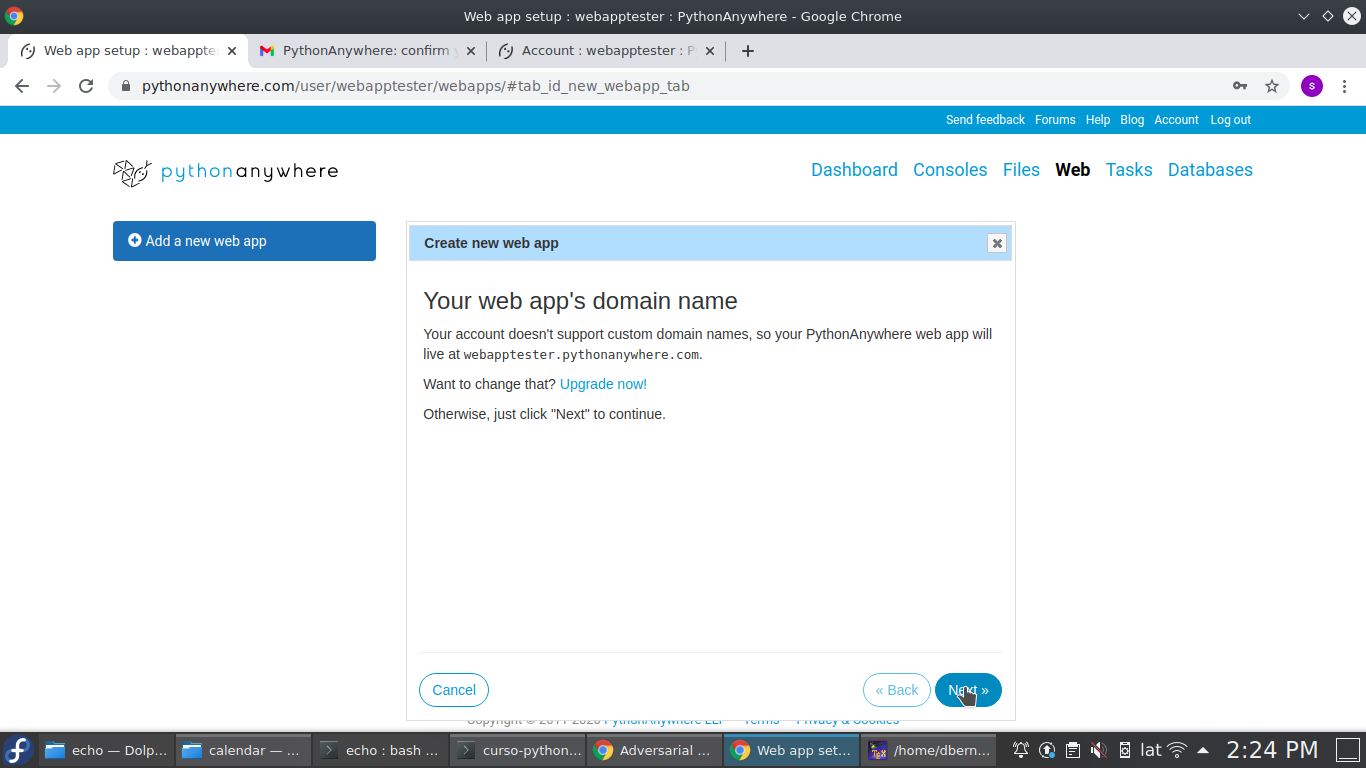 Web app setup : webapptester : PythonAnywhere - Google Chrome
Web app setup : webappte
PythonAnywhere: confirm
Account : webapptester : P
pythonanywhere.com/user/webapptester/webapps/#tab_id_new_webapp_tab
s
Send feedback Forums Help Blog Account Log out
pythonanywhere
Dashboard Consoles Files Web Tasks Databases
Add a new web app
Create new web app
Your web app's domain name
Your account doesn't support custom domain names, so your PythonAnywhere web app will
live at webapptester.pythonanywhere.com.
Want to change that? Upgrade now!
Otherwise, just click "Next" to continue.
Cancel
« Back
Next »
Copyright © 2011-2020 PythonAnywhere LLP — Terms — Privacy & Cookies
echo — Dolp...
calendar — ...
echo : bash ...
curso-python...
Adversarial ...
Web app set...
/home/dbern...
lat
2:24 PM